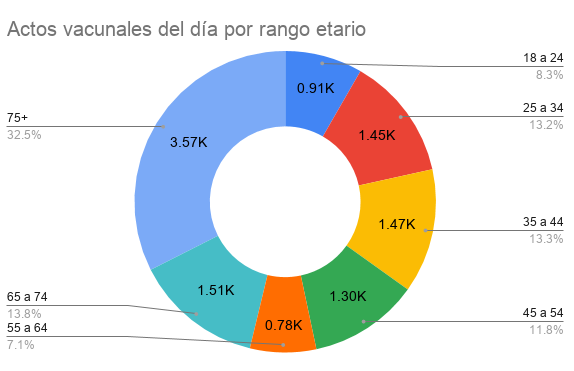 Actos vacunales del día por rango etario
18 a 24
8.3%
0.91K
25 a 34
13.2%
1.45K
35 a 44
13.3%
1.47K
45 a 54
11.8%
1.30K
55 a 64
7.1%
0.78K
65 a 74
13.8%
1.51K
75+
32.5%
3.57K